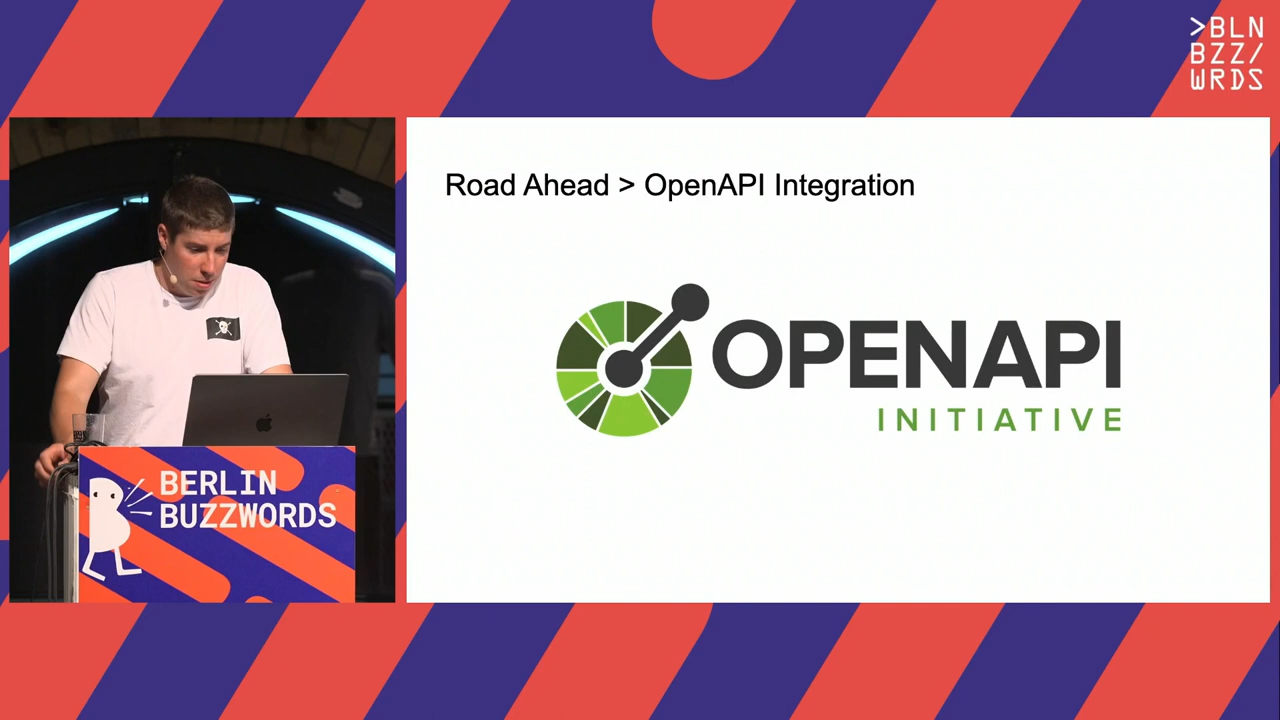 >BLN
BZZ/
WRDS
Road Ahead > OpenAPI Integration
OPENAPI
INITIATIVE
BERLIN
BUZZWORDS